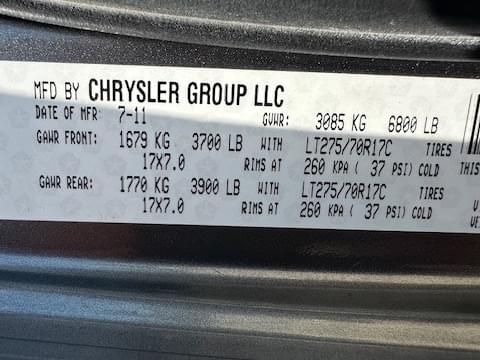 MFD BY CHRYSLER GROUP LLC
DATE OF MFR 7-11 GVWR: 3085 KG 6800 LB
GAWR FRONT: 1679 KG 3700 LB WITH LT275/70R17C TIRES
17X7.0 RIMS AT 260 KPA ( 37 PSI) COLD THIS
GAWR REAR: 1770 KG 3900 LB WITH LT275/70R17C TIRES
17X7.0 RIMS AT 260 KPA ( 37 PSI) COLD